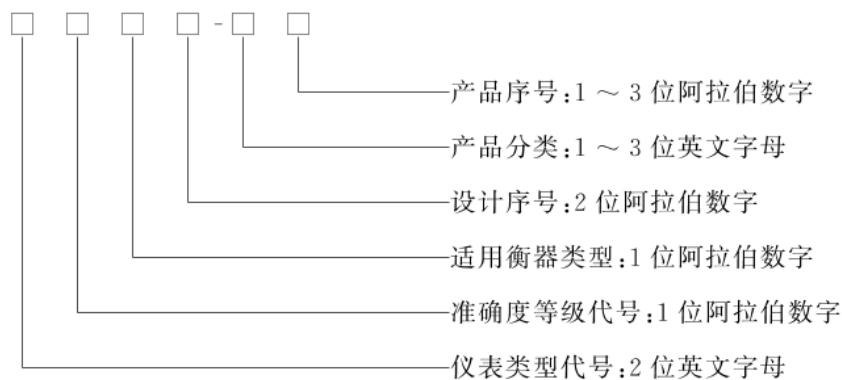 □ □ □ □ - □ □
产品序号:1 ～ 3 位阿拉伯数字
产品分类:1 ～ 3 位英文字母
设计序号:2 位阿拉伯数字
适用衡器类型:1 位阿拉伯数字
准确度等级代号:1 位阿拉伯数字
仪表类型代号:2 位英文字母